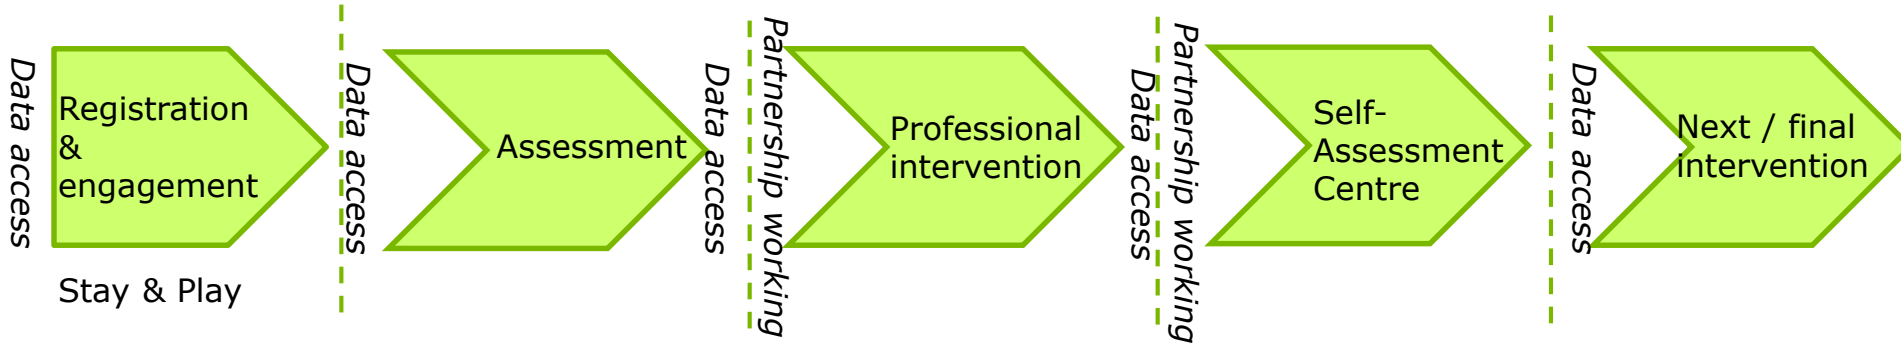 Data access
Registration
&
engagement
Stay & Play
Data access
Assessment
Data access
Partnership working
Professional
intervention
Data access
Partnership working
Self-
Assessment
Centre
Data access
Next / final
intervention